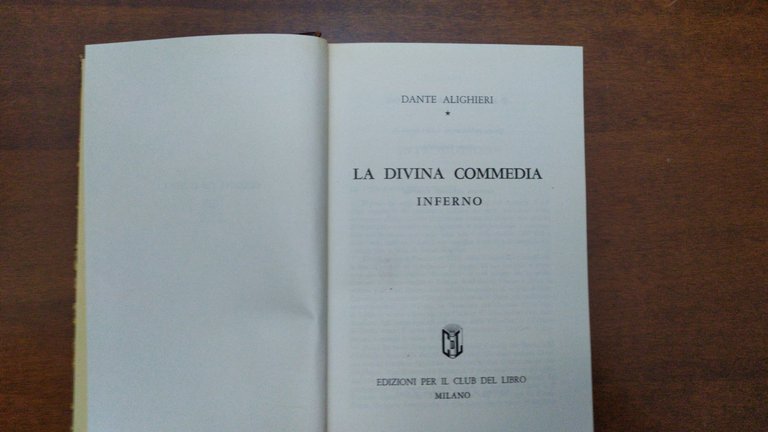 DANTE ALIGHIERI
★
LA DIVINA COMMEDIA
INFERNO
EDIZIONI PER IL CLUB DEL LIBRO
MILANO